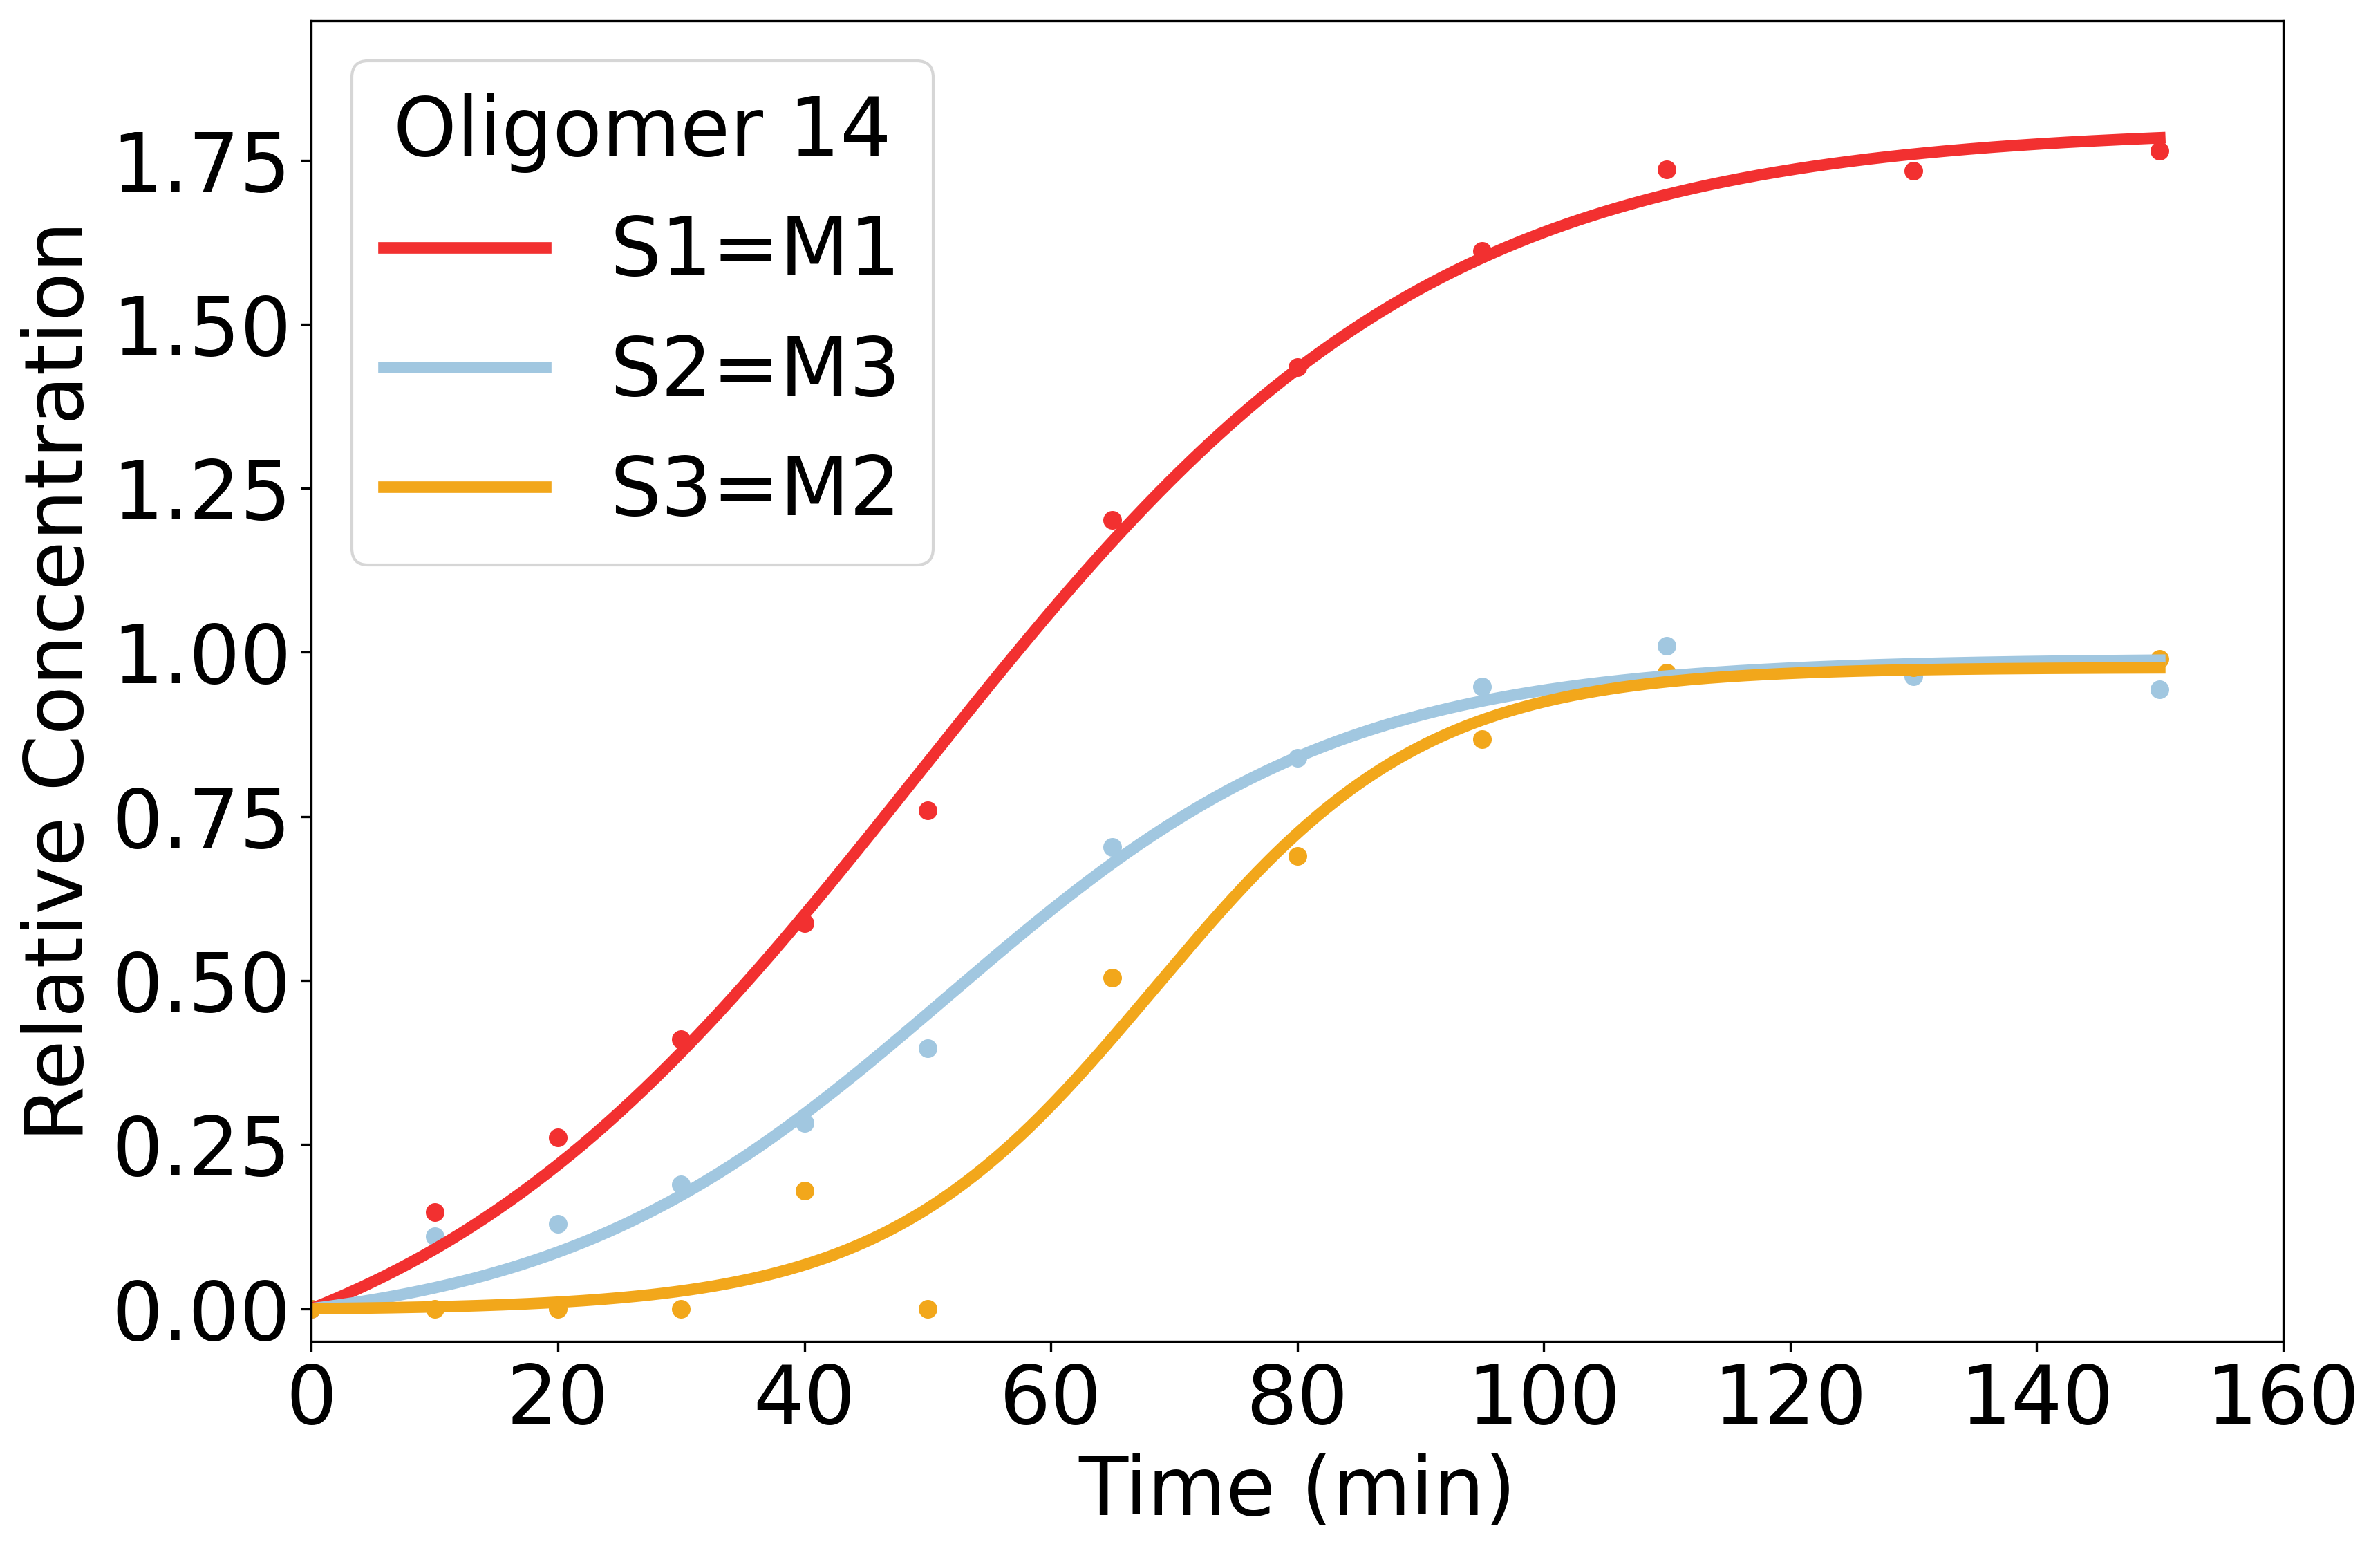 Oligomer 14
S1=M1
S2=M3
S3=M2
Relative Concentration
1.75
1.50
1.25
1.00
0.75
0.50
0.25
0.00
0 20 40 60 80 100 120 140 160
Time (min)